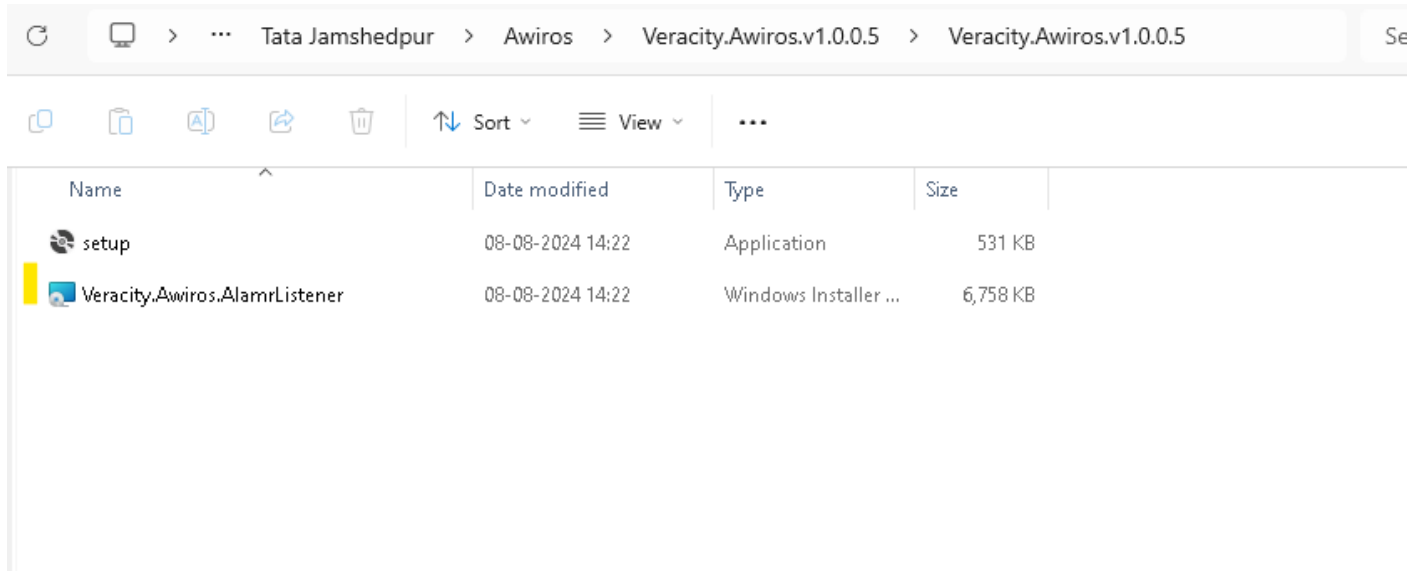 Tata Jamshedpur > Awiros > Veracity.Awiros.v1.0.0.5 > Veracity.Awiros.v1.0.0.5 Se
Sort View
Name Date modified Type Size
setup 08-08-2024 14:22 Application 531 KB
Veracity.Awiros.AlamrListener 08-08-2024 14:22 Windows Installer ... 6,758 KB